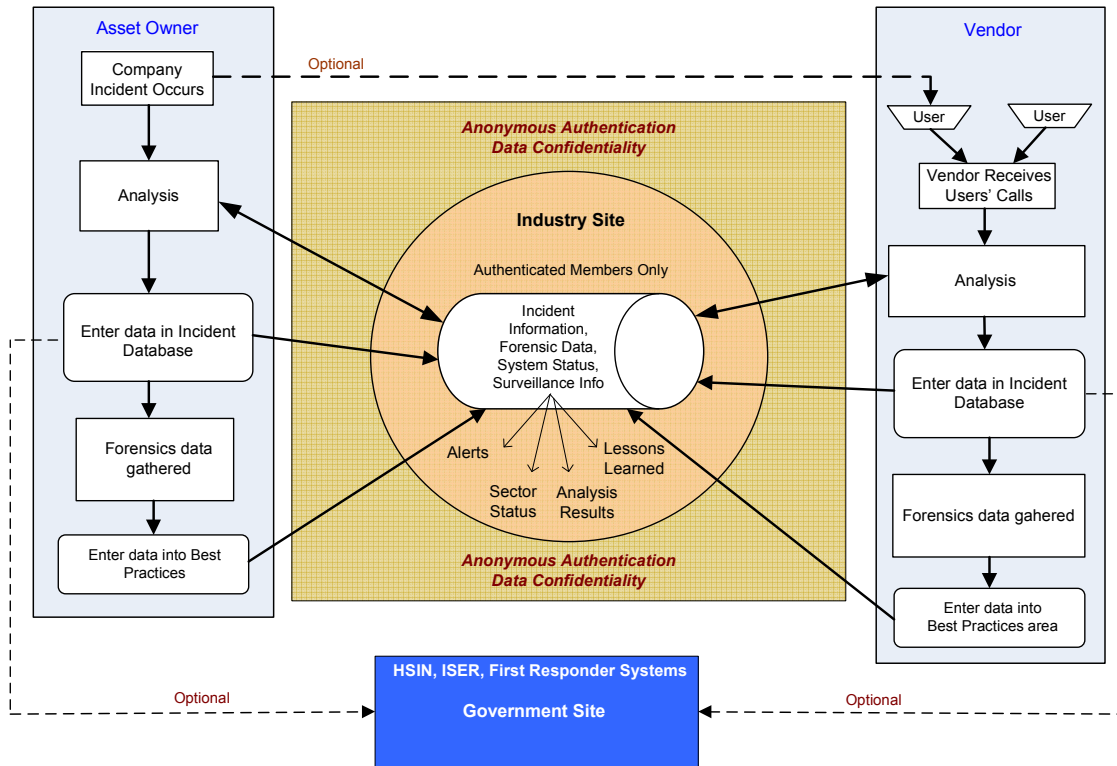 Asset Owner
Company
Incident Occurs
Analysis
Enter data in Incident
Database
Forensics data
gathered
Enter data into Best
Practices
Optional
Anonymous Authentication
Data Confidentiality
Industry Site
Authenticated Members Only
Incident
Information,
Forensic Data,
System Status,
Surveillance Info
Alerts
Sector
Status
Analysis
Results
Lessons
Learned
Anonymous Authentication
Data Confidentiality
Vendor
User
User
Vendor Receives
Users' Calls
Analysis
Enter data in Incident
Database
Forensics data gahered
Enter data into
Best Practices area
Optional
HSIN, ISER, First Responder Systems
Government Site
Optional